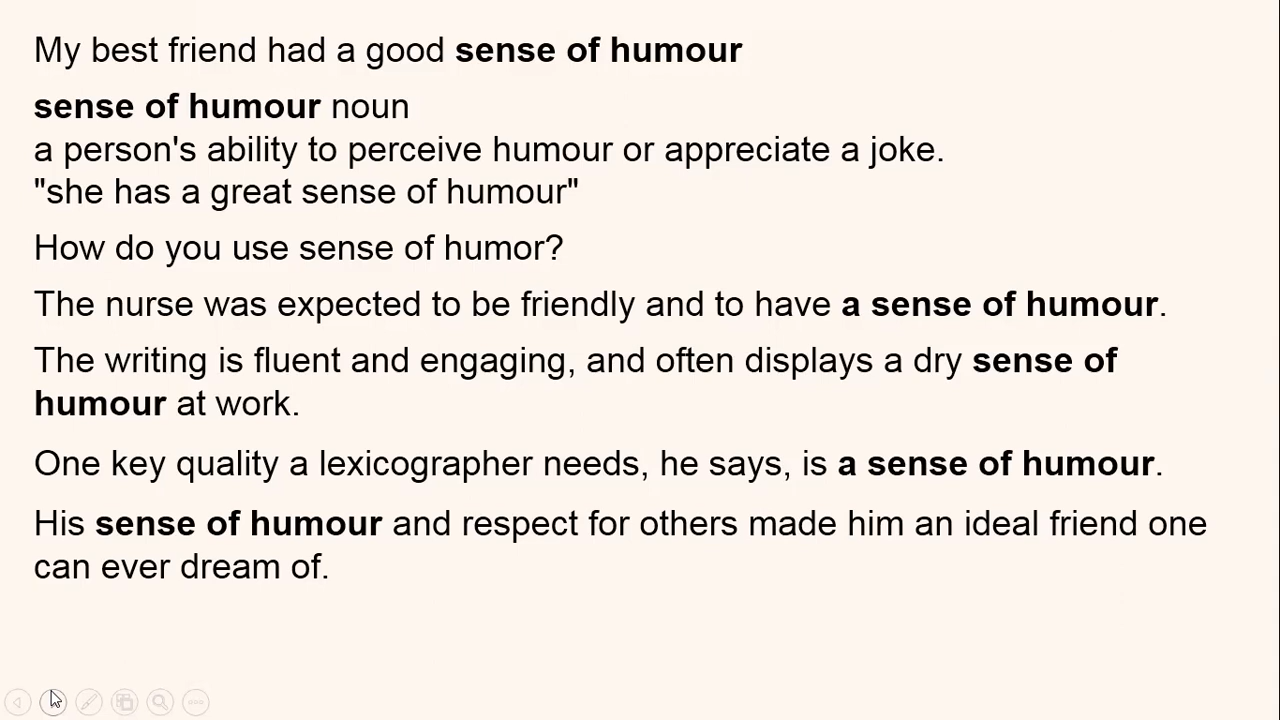 My best friend had a good sense of humour
sense of humour noun
a person's ability to perceive humour or appreciate a joke.
"she has a great sense of humour"
How do you use sense of humor?
The nurse was expected to be friendly and to have a sense of humour.
The writing is fluent and engaging, and often displays a dry sense of
humour at work.
One key quality a lexicographer needs, he says, is a sense of humour.
His sense of humour and respect for others made him an ideal friend one
can ever dream of.